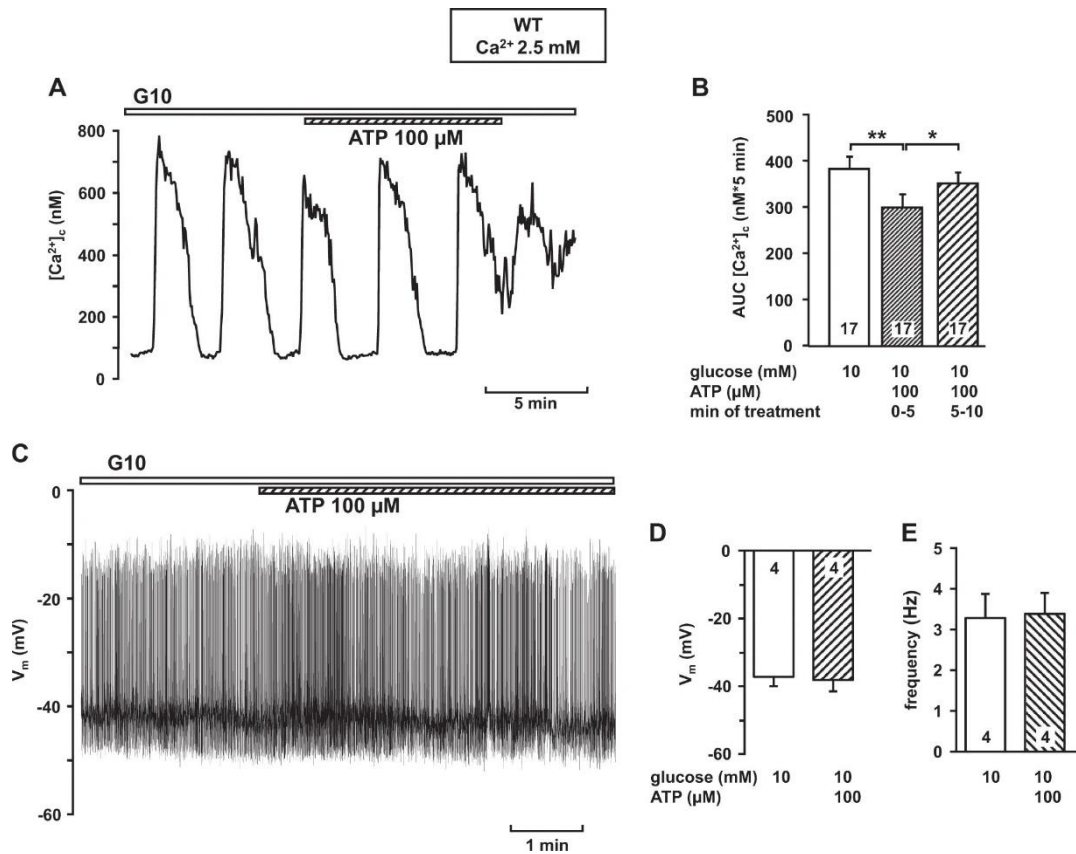 WT
Ca²⁺ 2.5 mM
A
G10
ATP 100 µM
800
600
400
200
0
[Ca²⁺]c (nM)
5 min
B
500
400
300
200
100
0
AUC [Ca²⁺]c (nM*5 min)
** *
17 17 17
glucose (mM) 10 10 10
ATP (µM) 100 100
min of treatment 0-5 5-10
C
G10
ATP 100 µM
0
-20
-40
-60
Vm (mV)
1 min
D
0
-20
-40
-60
Vm (mV)
4 4
glucose (mM) 10 10
ATP (µM) 100
E
5
4
3
2
1
0
frequency (Hz)
4 4
10 10
100